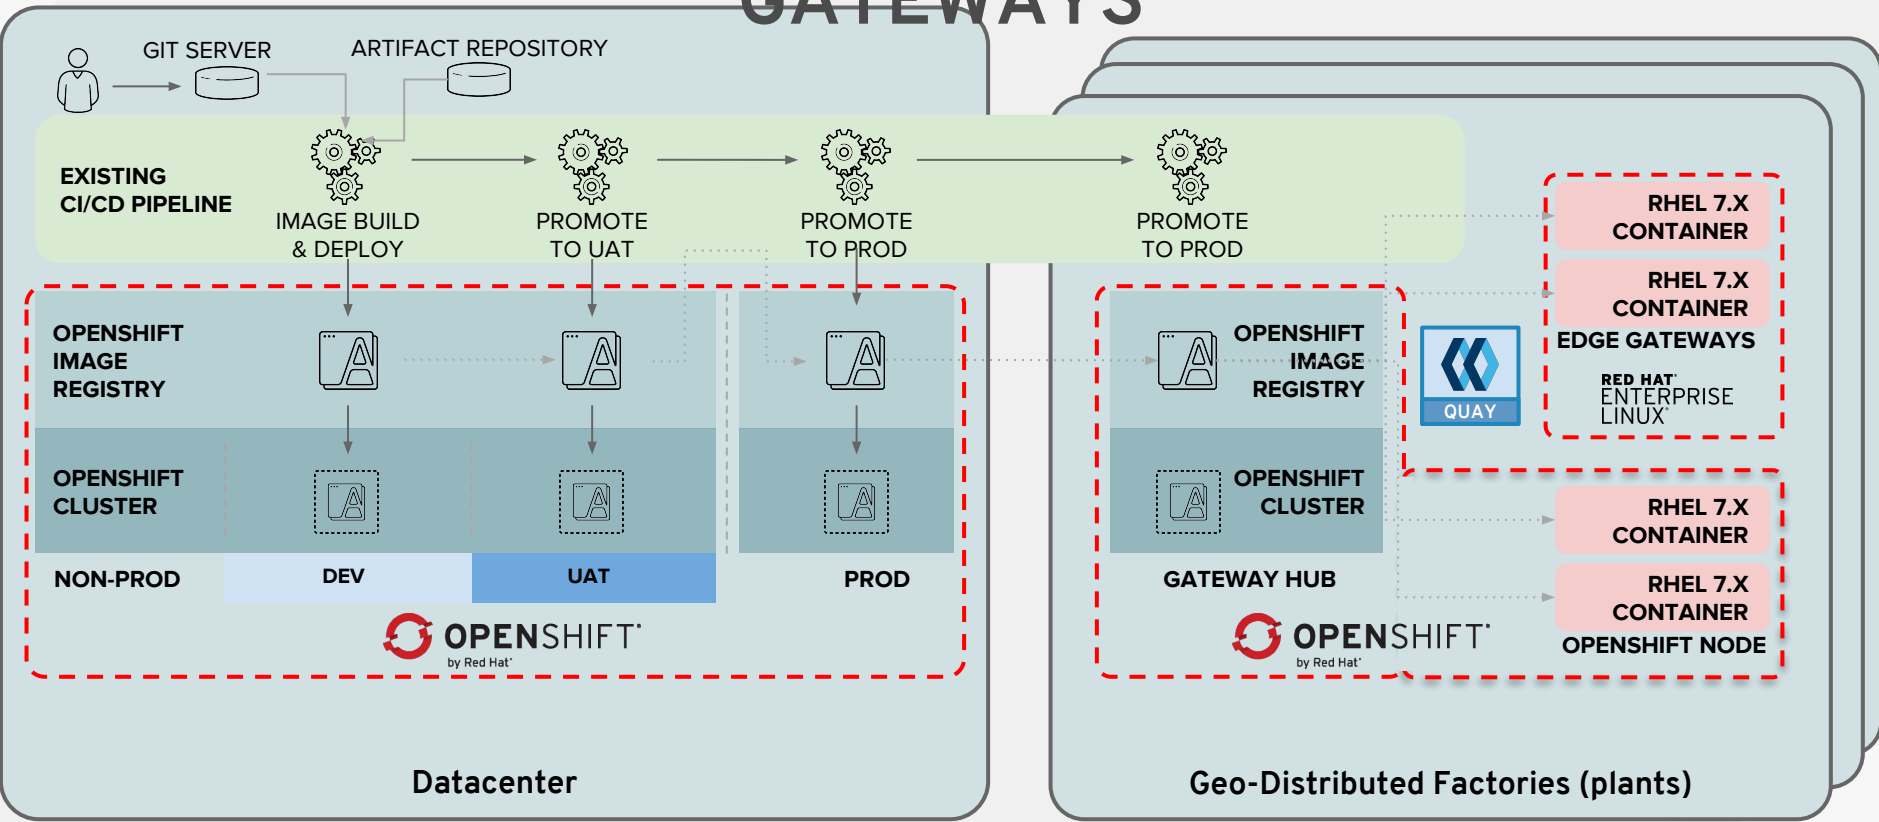 GATEWAYS
GIT SERVER
ARTIFACT REPOSITORY
EXISTING
CI/CD PIPELINE
IMAGE BUILD
& DEPLOY
PROMOTE
TO UAT
PROMOTE
TO PROD
PROMOTE
TO PROD
OPENSHIFT
IMAGE
REGISTRY
OPENSHIFT
CLUSTER
NON-PROD
DEV
UAT
PROD
OPENSHIFT
by Red Hat
Datacenter
OPENSHIFT
IMAGE
REGISTRY
OPENSHIFT
CLUSTER
GATEWAY HUB
OPENSHIFT
by Red Hat
QUAY
RHEL 7.X
CONTAINER
RHEL 7.X
CONTAINER
EDGE GATEWAYS
RED HAT
ENTERPRISE
LINUX
RHEL 7.X
CONTAINER
RHEL 7.X
CONTAINER
OPENSHIFT NODE
Geo-Distributed Factories (plants)